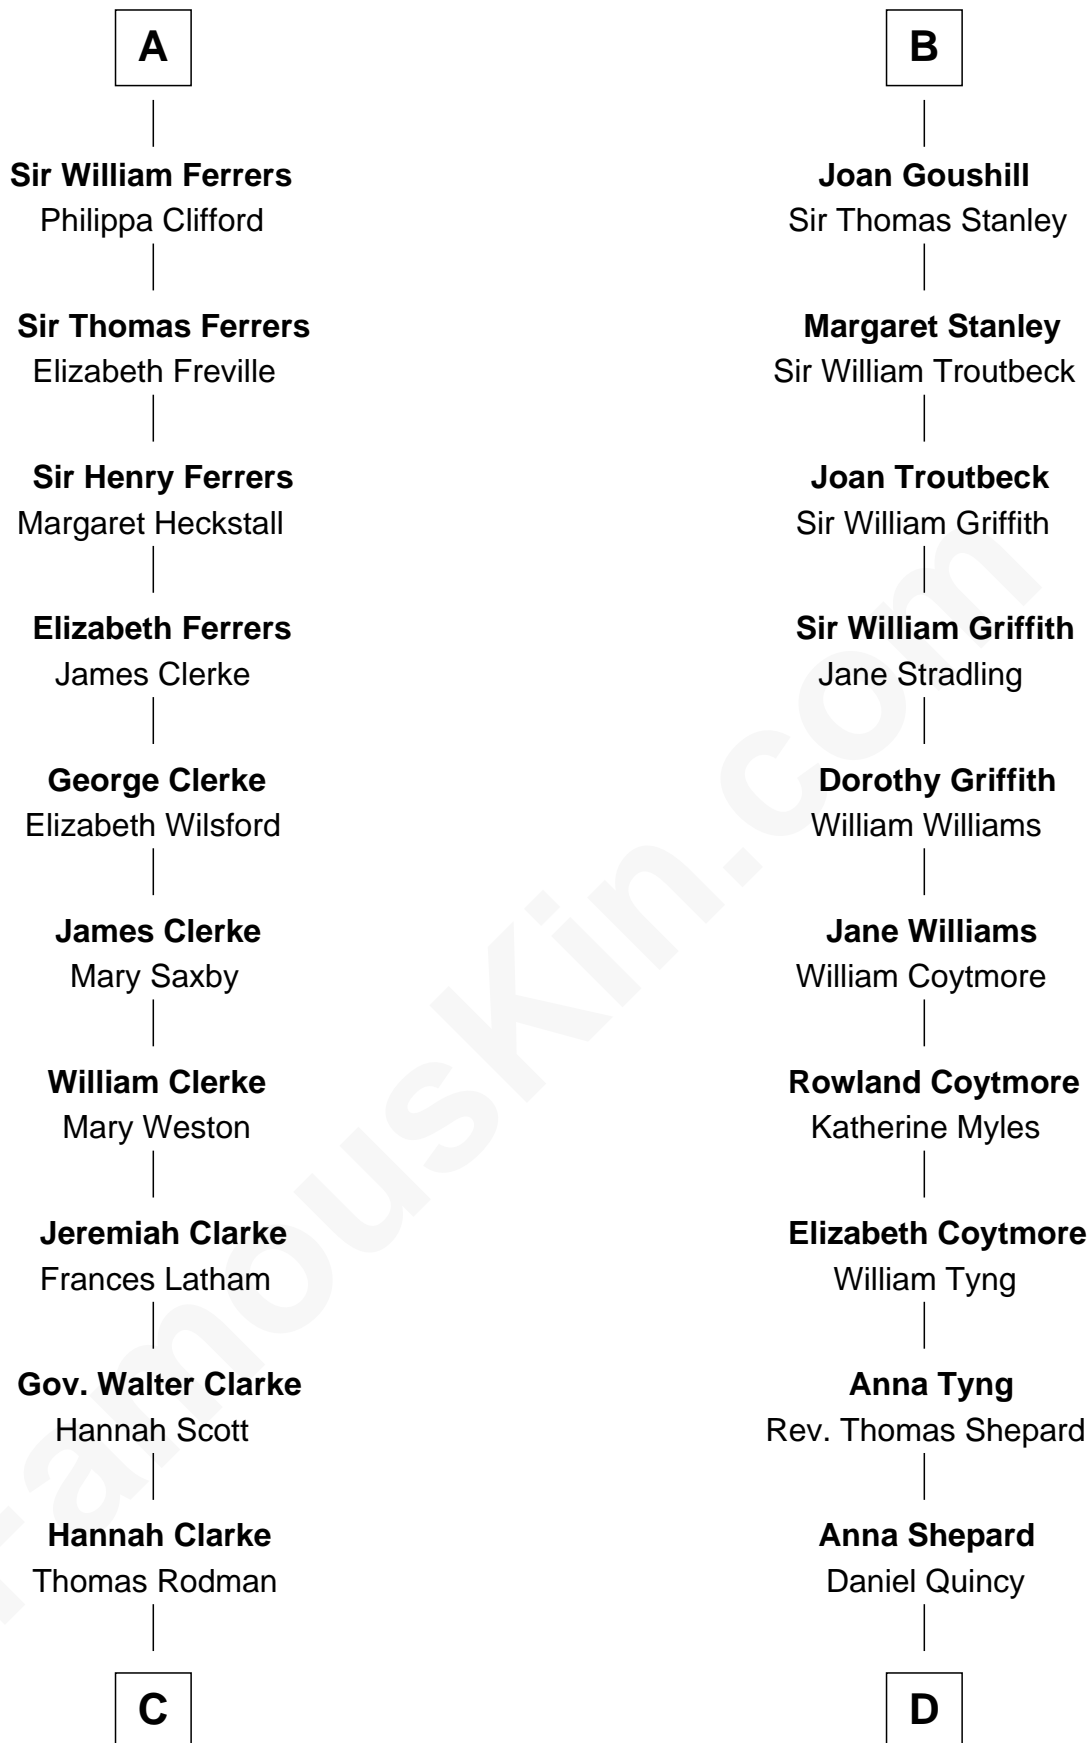 A
Sir William Ferrers
Philippa Clifford
Sir Thomas Ferrers
Elizabeth Freville
Sir Henry Ferrers
Margaret Heckstall
Elizabeth Ferrers
James Clerke
George Clerke
Elizabeth Wilsford
James Clerke
Mary Saxby
William Clerke
Mary Weston
Jeremiah Clarke
Frances Latham
Gov. Walter Clarke
Hannah Scott
Hannah Clarke
Thomas Rodman
C
B
Joan Goushill
Sir Thomas Stanley
Margaret Stanley
Sir William Troutbeck
Joan Troutbeck
Sir William Griffith
Sir William Griffith
Jane Stradling
Dorothy Griffith
William Williams
Jane Williams
William Coytmore
Rowland Coytmore
Katherine Myles
Elizabeth Coytmore
William Tyng
Anna Tyng
Rev. Thomas Shepard
Anna Shepard
Daniel Quincy
D
FamousKin.com